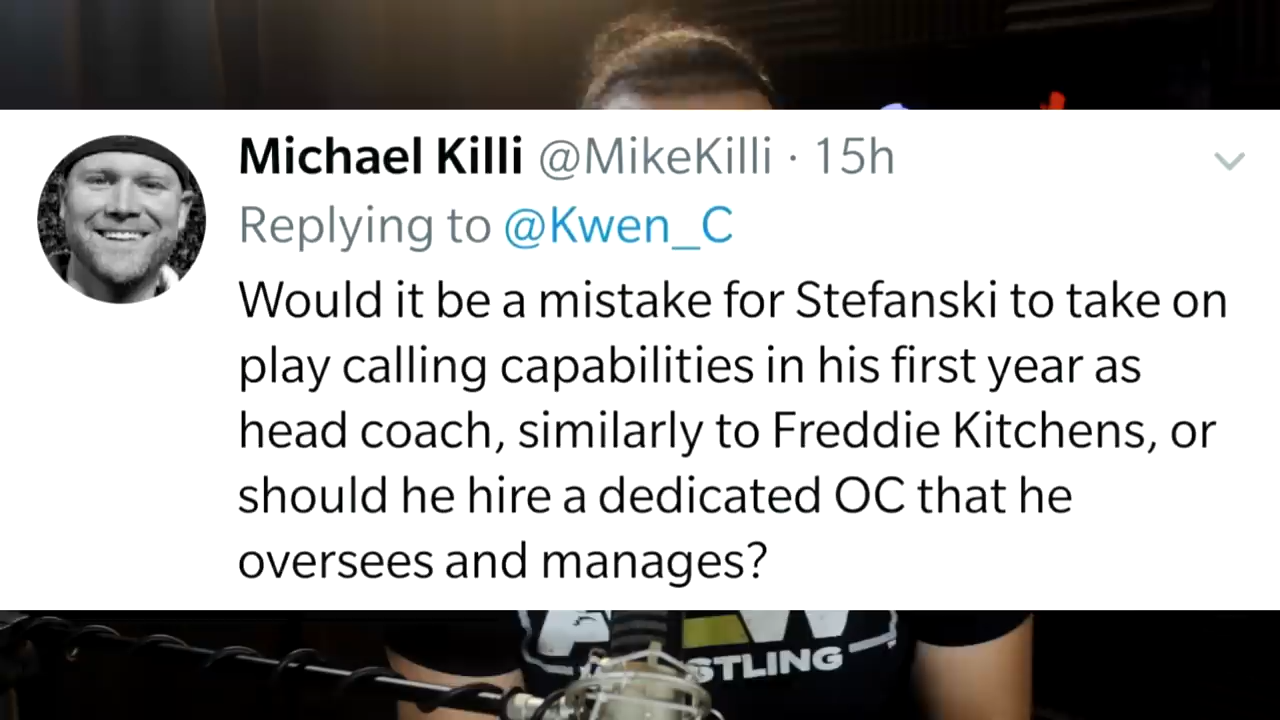 Michael Killi @MikeKilli · 15h
Replying to @Kwen_C
Would it be a mistake for Stefanski to take on
play calling capabilities in his first year as
head coach, similarly to Freddie Kitchens, or
should he hire a dedicated OC that he
oversees and manages?
STLING